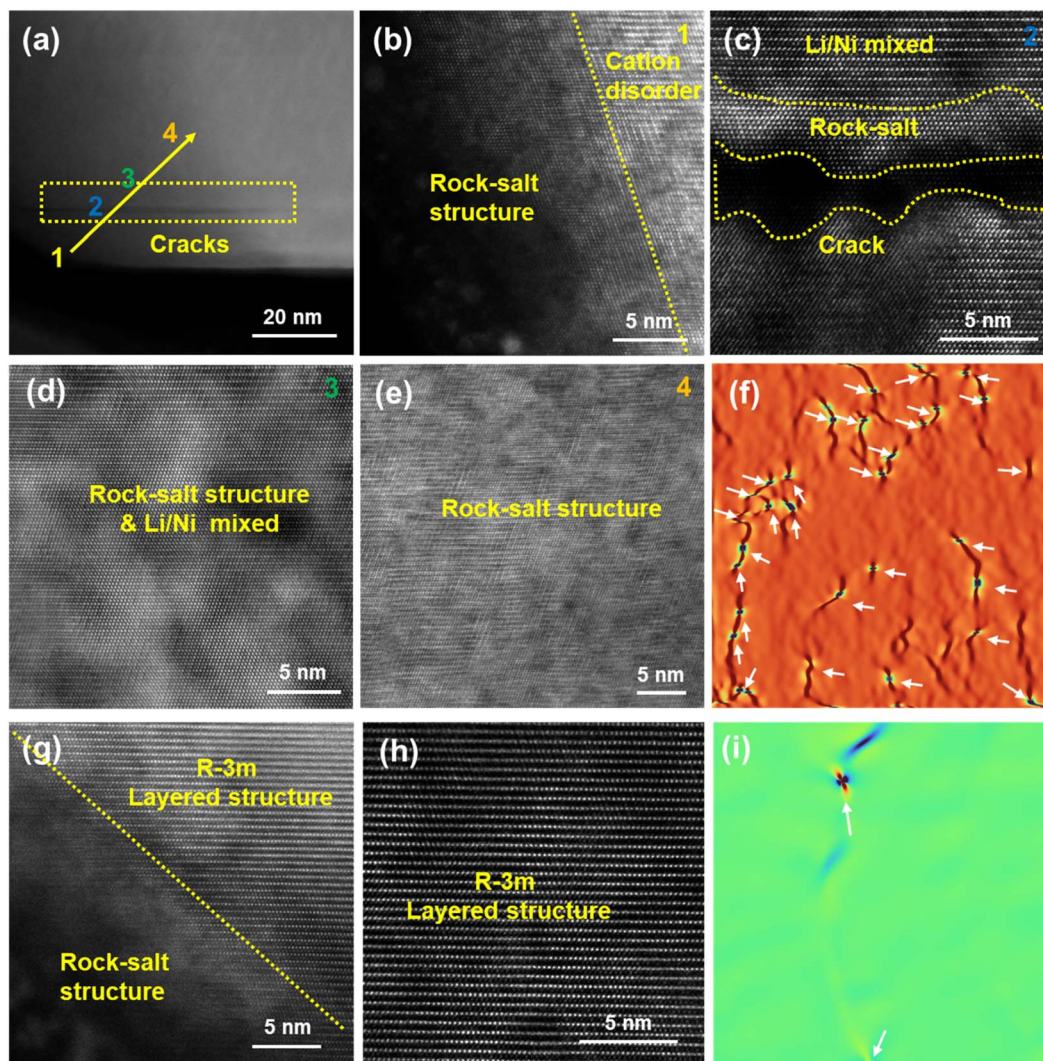 (a)
4
3
2
1
Cracks
20 nm
(b)
1
Cation
disorder
Rock-salt
structure
5 nm
(c)
2
Li/Ni mixed
Rock-salt
Crack
5 nm
(d)
3
Rock-salt structure
& Li/Ni mixed
5 nm
(e)
4
Rock-salt structure
5 nm
(f)
(g)
R-3m
Layered structure
Rock-salt
structure
5 nm
(h)
R-3m
Layered structure
5 nm
(i)